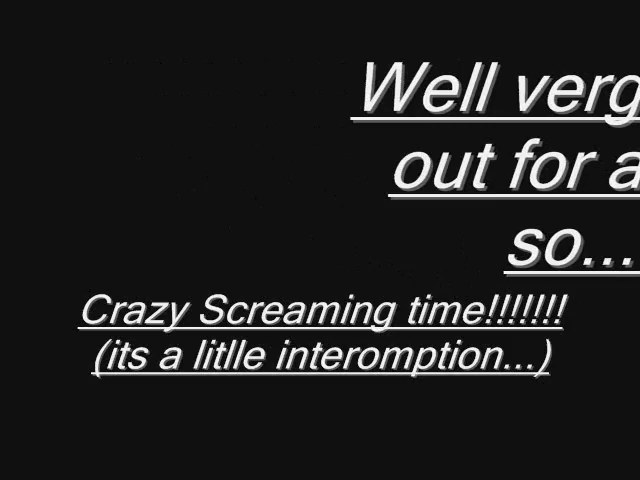 Well verg
out for a
so...
Crazy Screaming time!!!!!!!
(its a litlle interomption...)